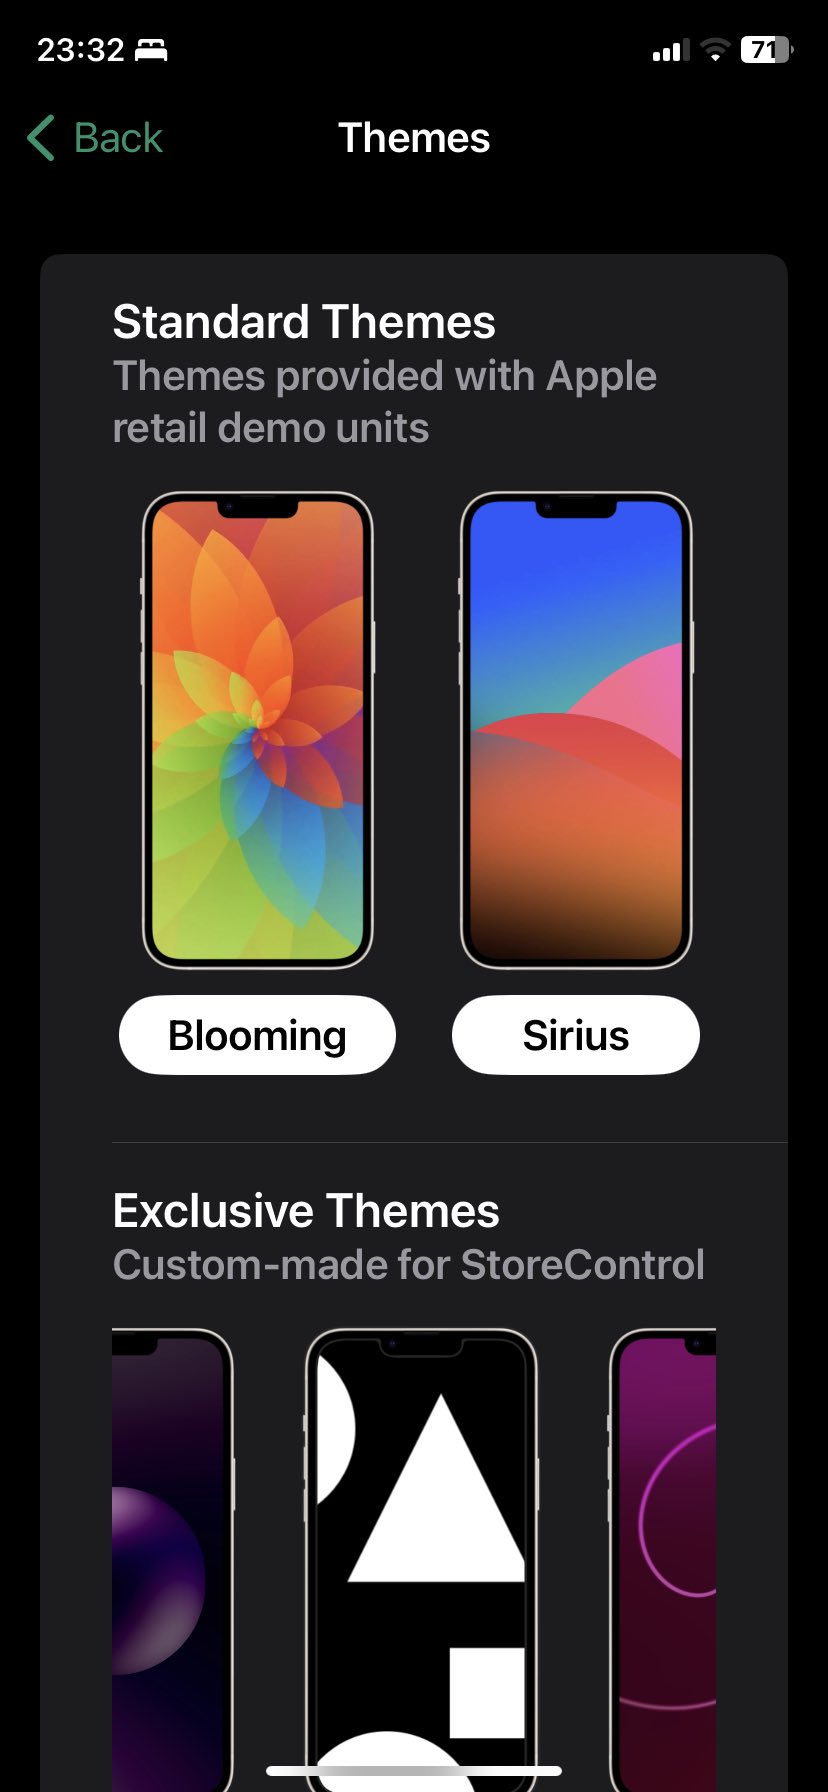 23:32
71
Back
Themes
Standard Themes
Themes provided with Apple
retail demo units
Blooming
Sirius
Exclusive Themes
Custom-made for StoreControl